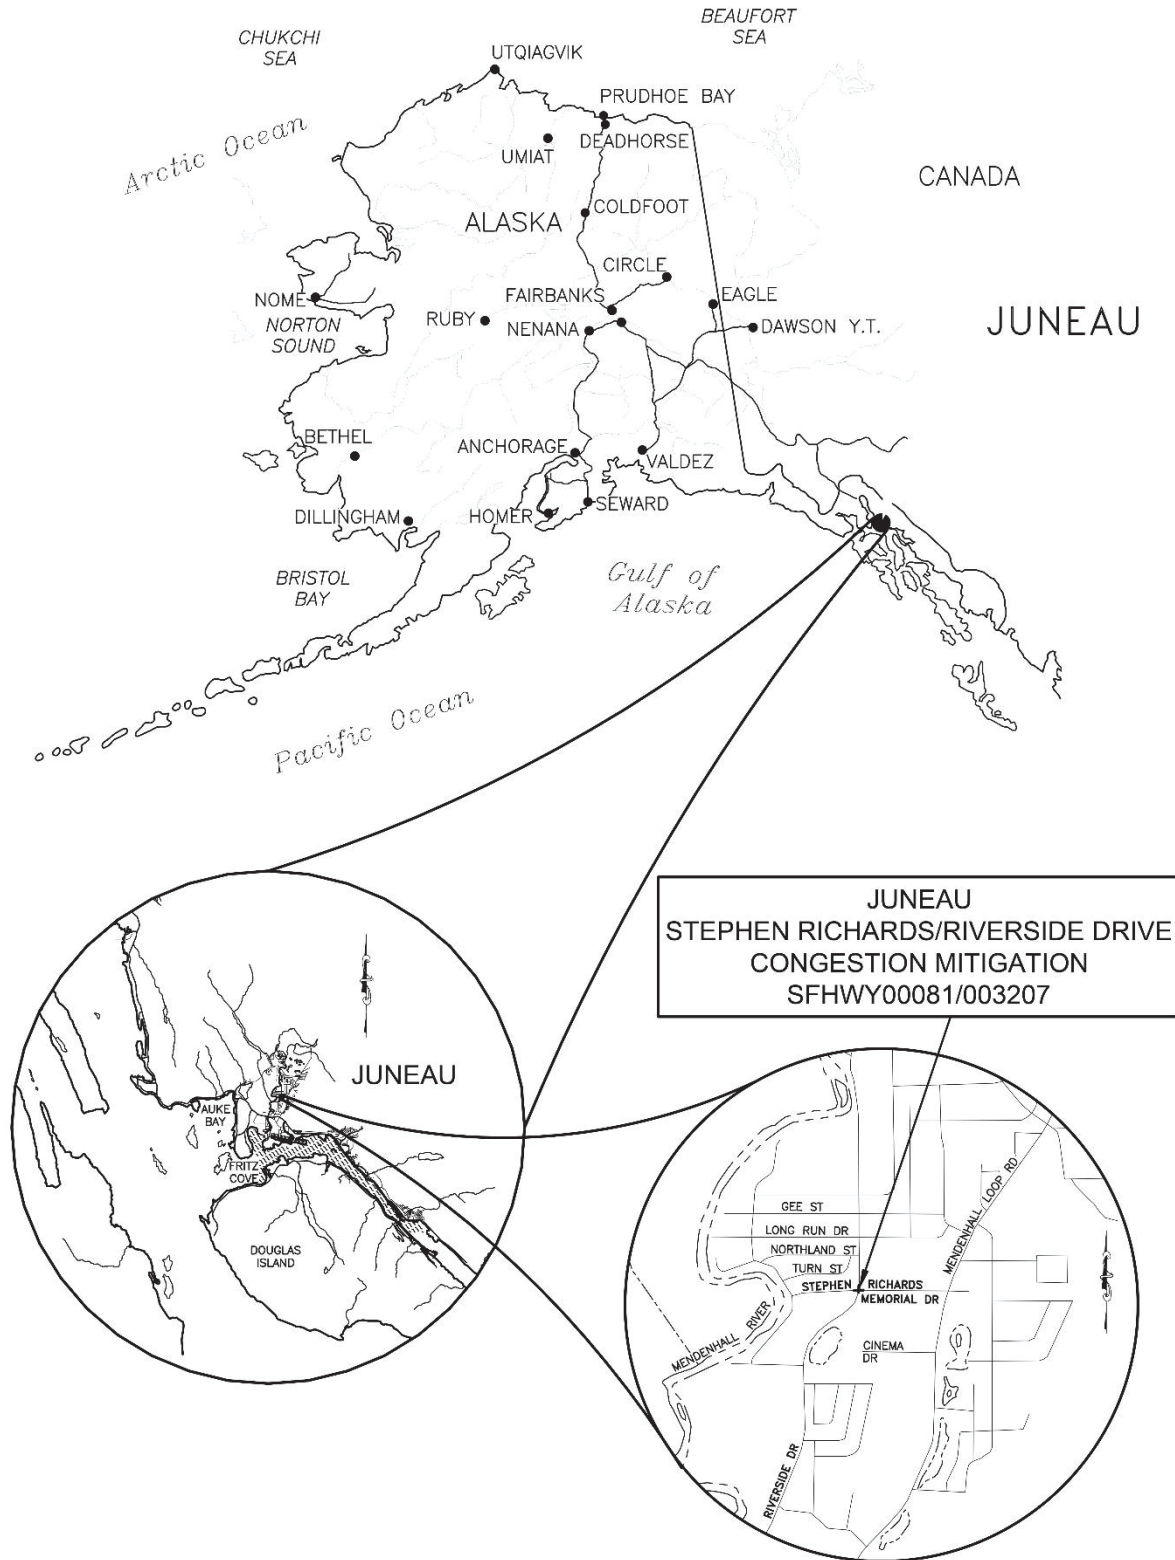 BEAUFORT
SEA
CHUKCHI
SEA
UTQIAGVIK
PRUDHOE BAY
DEADHORSE
UMIAT
Arctic Ocean
CANADA
ALASKA
COLDFOOT
CIRCLE
NOME
FAIRBANKS
EAGLE
RUBY
NORTON
SOUND
NENANA
DAWSON Y.T.
JUNEAU
BETHEL
ANCHORAGE
VALDEZ
DILLINGHAM
HOMER
SEWARD
BRISTOL
BAY
Gulf of
Alaska
Pacific Ocean
JUNEAU
STEPHEN RICHARDS/RIVERSIDE DRIVE
CONGESTION MITIGATION
SFHWY00081/003207
JUNEAU
AUKE
BAY
FRITZ
COVE
DOUGLAS
ISLAND
GEE ST
LONG RUN DR
NORTHLAND ST
TURN ST
STEPHEN RICHARDS
MEMORIAL DR
MENDENHALL LOOP RD
MENDENHALL RIVER
CINEMA
DR
RIVERSIDE DR